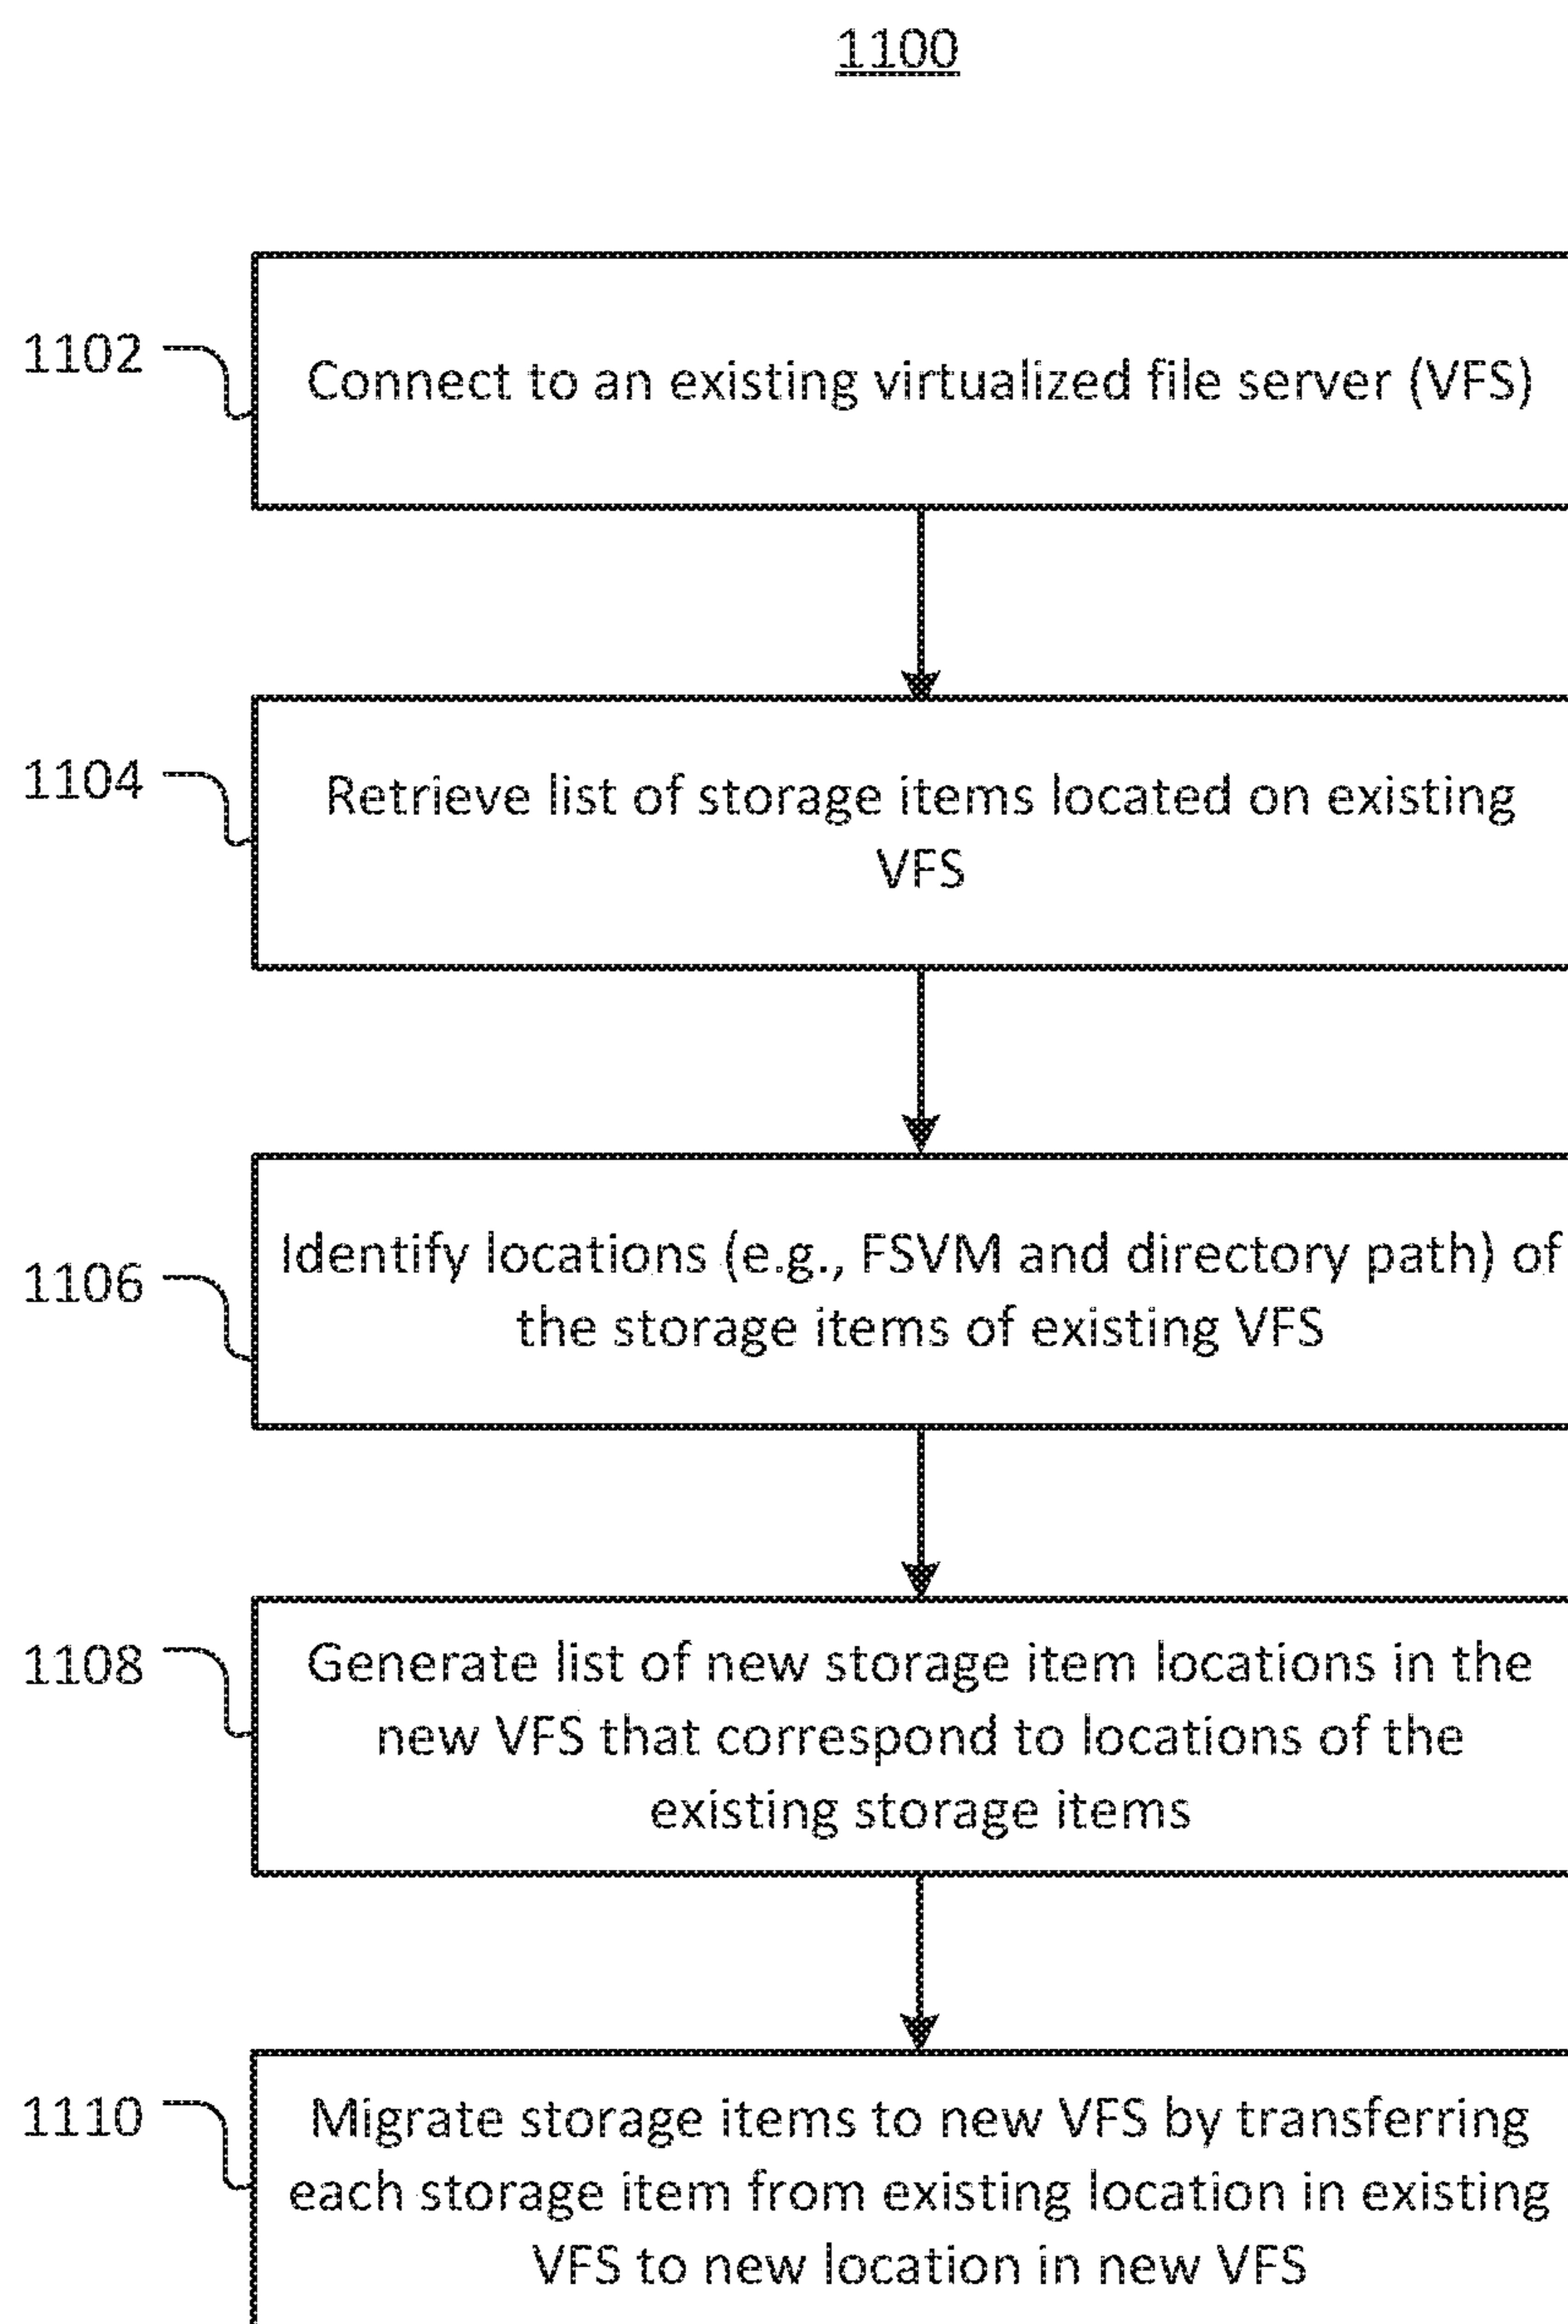 1100
1102
Connect to an existing virtualized file server (VFS)
1104
Retrieve list of storage items located on existing
VFS
1106
Identify locations (e.g., FSVM and directory path) of
the storage items of existing VFS
1108
Generate list of new storage item locations in the
new VFS that correspond to locations of the
existing storage items
1110
Migrate storage items to new VFS by transferring
each storage item from existing location in existing
VFS to new location in new VFS